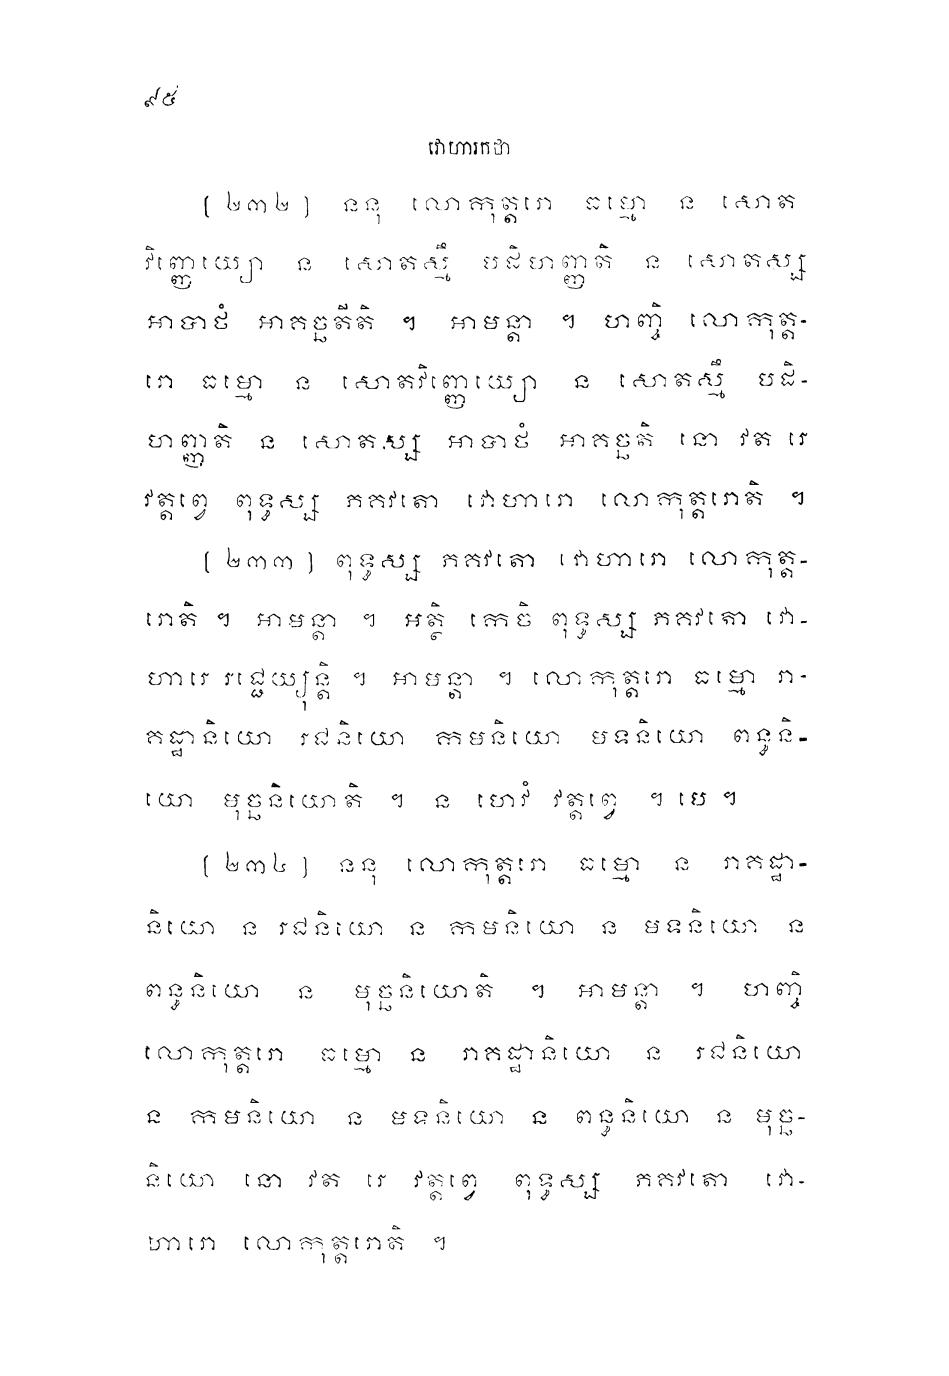 ៩៥
វោហារកថា
[២៣២] ននុ លោកុត្តរោ ធម្មោ ន សោត
វិញ្ញេយ្យោ ន សោតស្មឹ បដិហញ្ញតិ ន សោតស្ស
អាបាថំ អាគច្ឆតីតិ ។ អាមន្តា ។ ហញ្ចិ លោកុត្ត-
រោ ធម្មោ ន សោតវិញ្ញេយ្យោ ន សោតស្មឹ បដិ-
ហញ្ញតិ ន សោតស្ស អាបាថំ អាគច្ឆតិ នោ វត រេ
វត្តព្វេ ពុទ្ធស្ស ភគវតោ វោហារោ លោកុត្តរោតិ ។
[២៣៣] ពុទ្ធស្ស ភគវតោ វោហារោ លោកុត្ត-
រោតិ ។ អាមន្តា ។ អត្ថិ កេចិ ពុទ្ធស្ស ភគវតោ វោ-
ហារេ រជ្ជេយ្យុន្តិ ។ អាមន្តា ។ លោកុត្តរោ ធម្មោ រា-
គដ្ឋានិយោ រជនិយោ កាមនិយោ មទនិយោ ពន្ធនិ-
យោ មុច្ឆនិយោតិ ។ ន ហេវំ វត្តព្វេ ។ បេ ។
[២៣៤] ននុ លោកុត្តរោ ធម្មោ ន រាគដ្ឋា-
និយោ ន រជនិយោ ន កាមនិយោ ន មទនិយោ ន
ពន្ធនិយោ ន មុច្ឆនិយោតិ ។ អាមន្តា ។ ហញ្ចិ
លោកុត្តរោ ធម្មោ ន រាគដ្ឋានិយោ ន រជនិយោ
ន កាមនិយោ ន មទនិយោ ន ពន្ធនិយោ ន មុច្ឆ-
និយោ នោ វត រេ វត្តព្វេ ពុទ្ធស្ស ភគវតោ វោ-
ហារោ លោកុត្តរោតិ ។